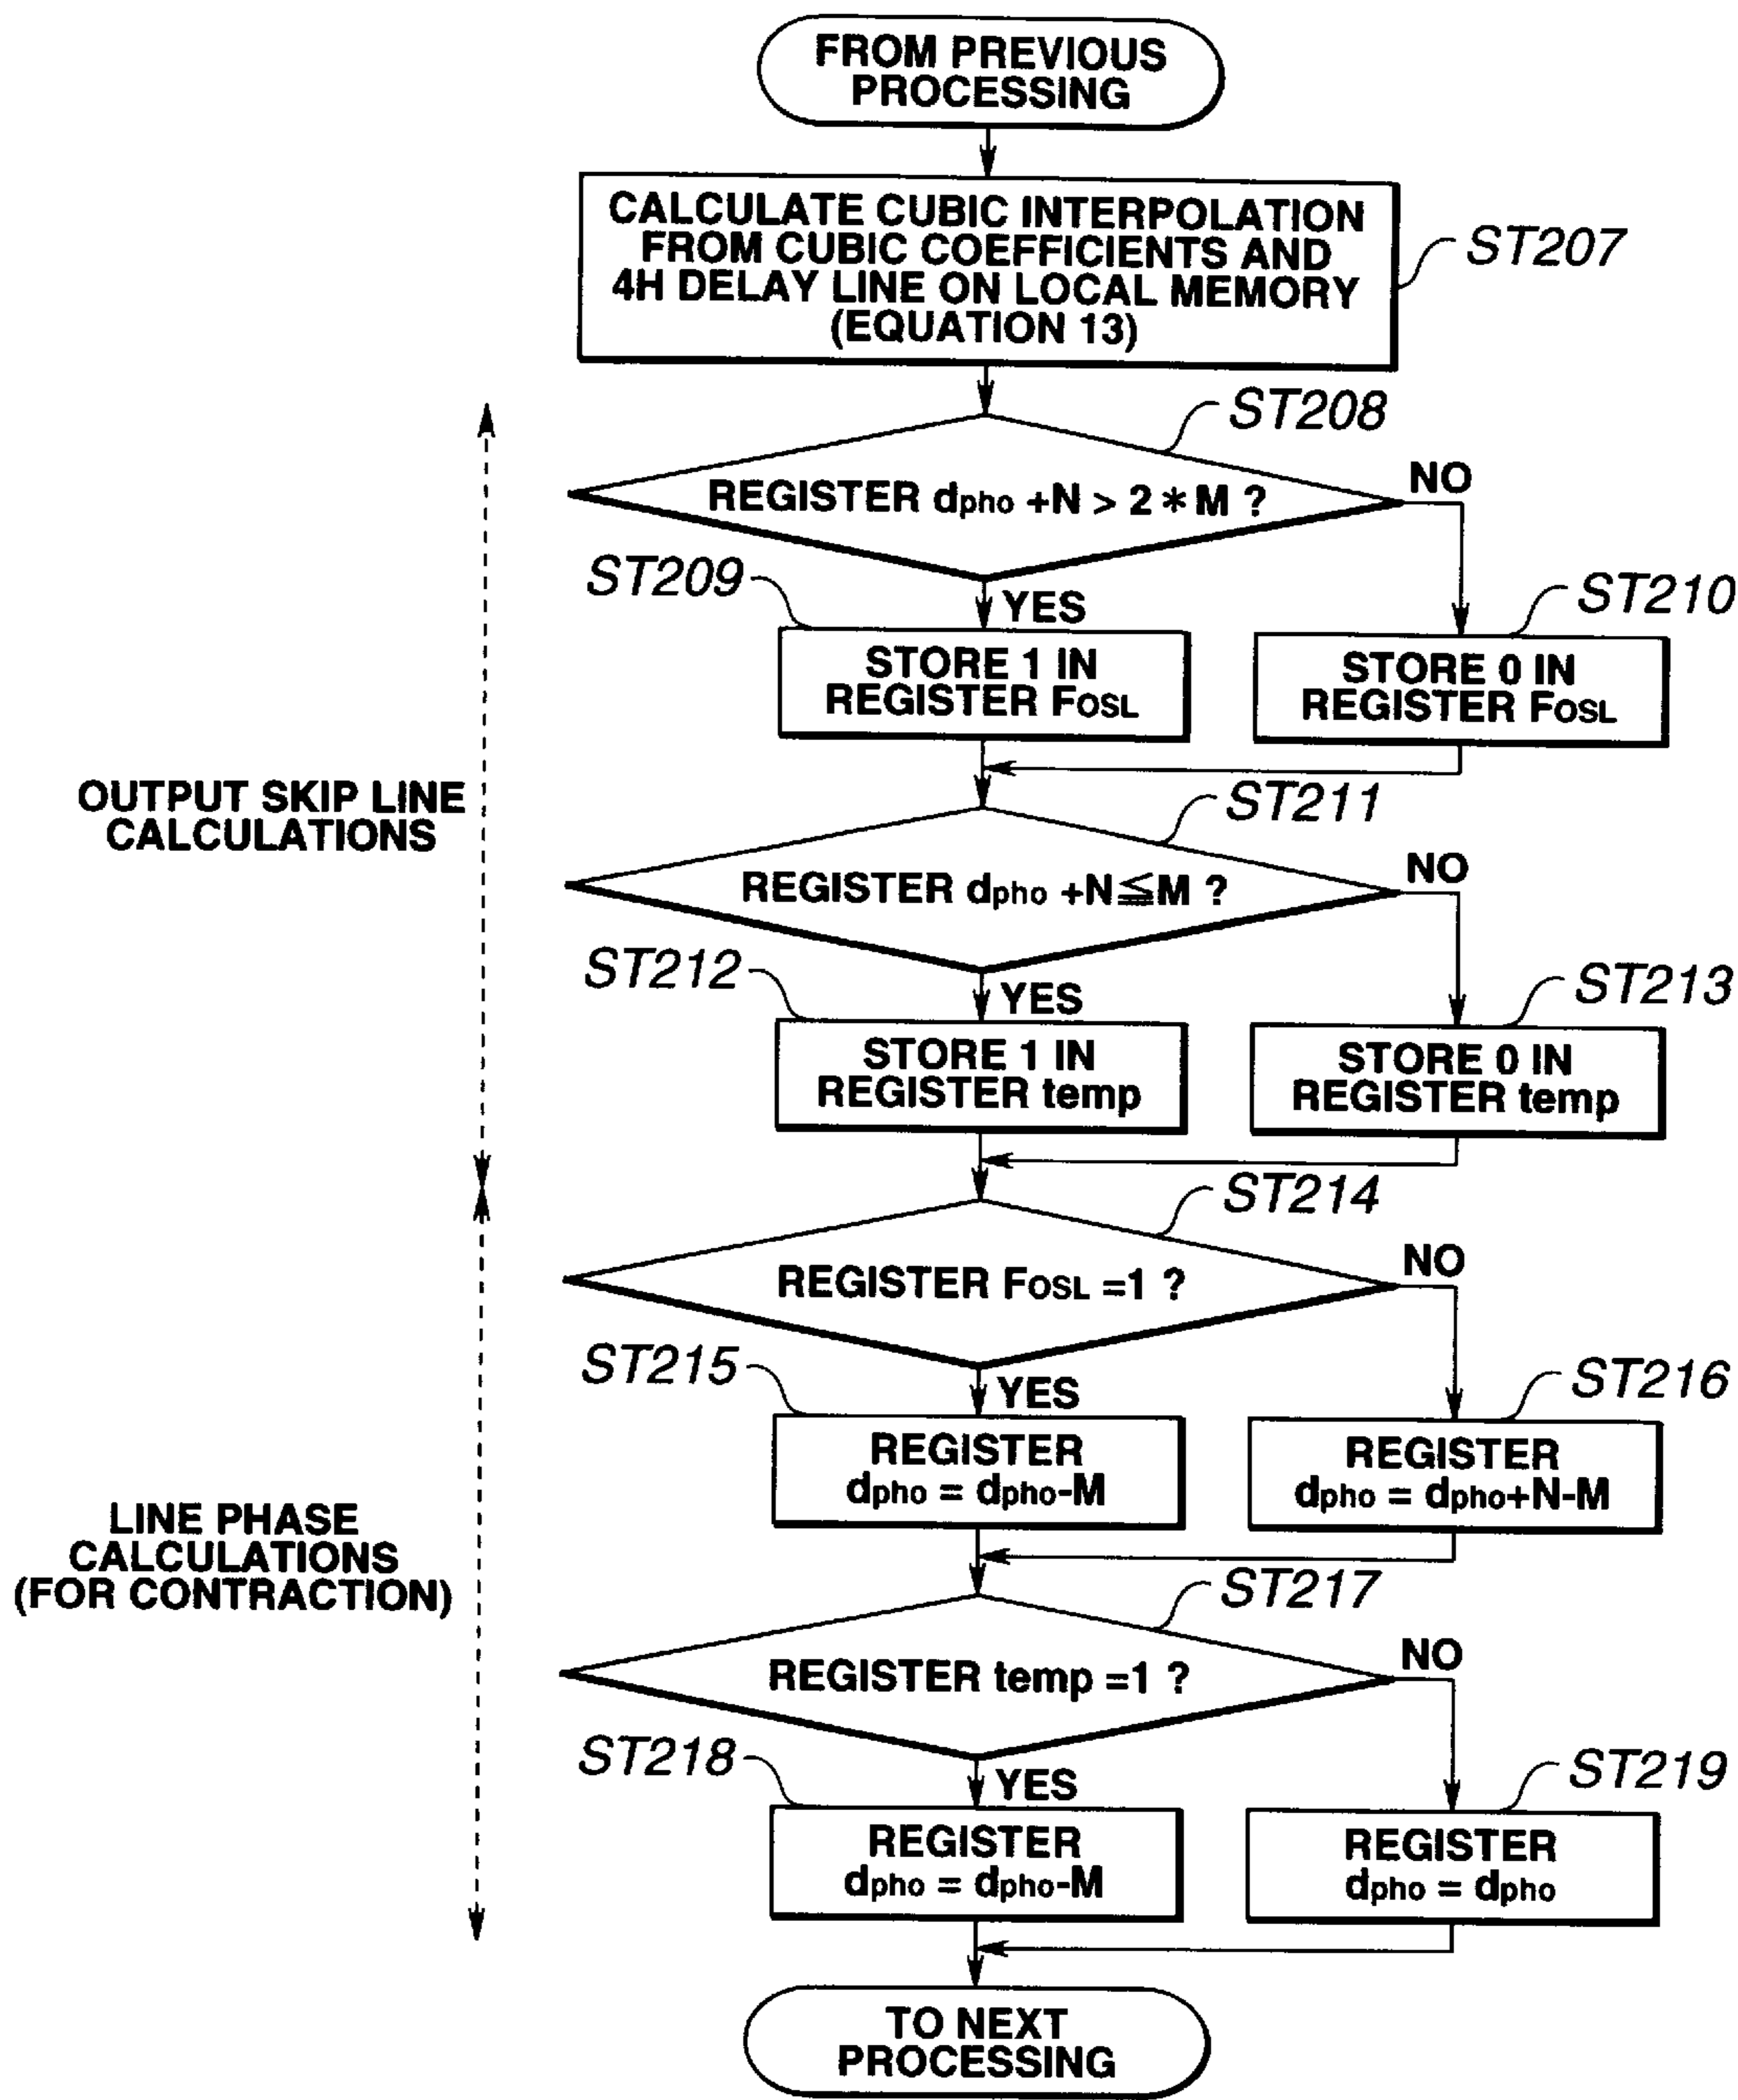 FROM PREVIOUS
PROCESSING
CALCULATE CUBIC INTERPOLATION
FROM CUBIC COEFFICIENTS AND
4H DELAY LINE ON LOCAL MEMORY
(EQUATION 13)
ST207
ST208
REGISTER dpho +N > 2 * M ?
NO
ST209
YES
ST210
STORE 1 IN
REGISTER FOSL
STORE 0 IN
REGISTER FOSL
OUTPUT SKIP LINE
CALCULATIONS
ST211
REGISTER dpho +N≦M ?
NO
ST212
YES
ST213
STORE 1 IN
REGISTER temp
STORE 0 IN
REGISTER temp
ST214
REGISTER FOSL =1 ?
NO
ST215
YES
ST216
REGISTER
dpho = dpho-M
REGISTER
dpho = dpho+N-M
LINE PHASE
CALCULATIONS
(FOR CONTRACTION)
ST217
REGISTER temp =1 ?
NO
ST218
YES
ST219
REGISTER
dpho = dpho-M
REGISTER
dpho = dpho
TO NEXT
PROCESSING